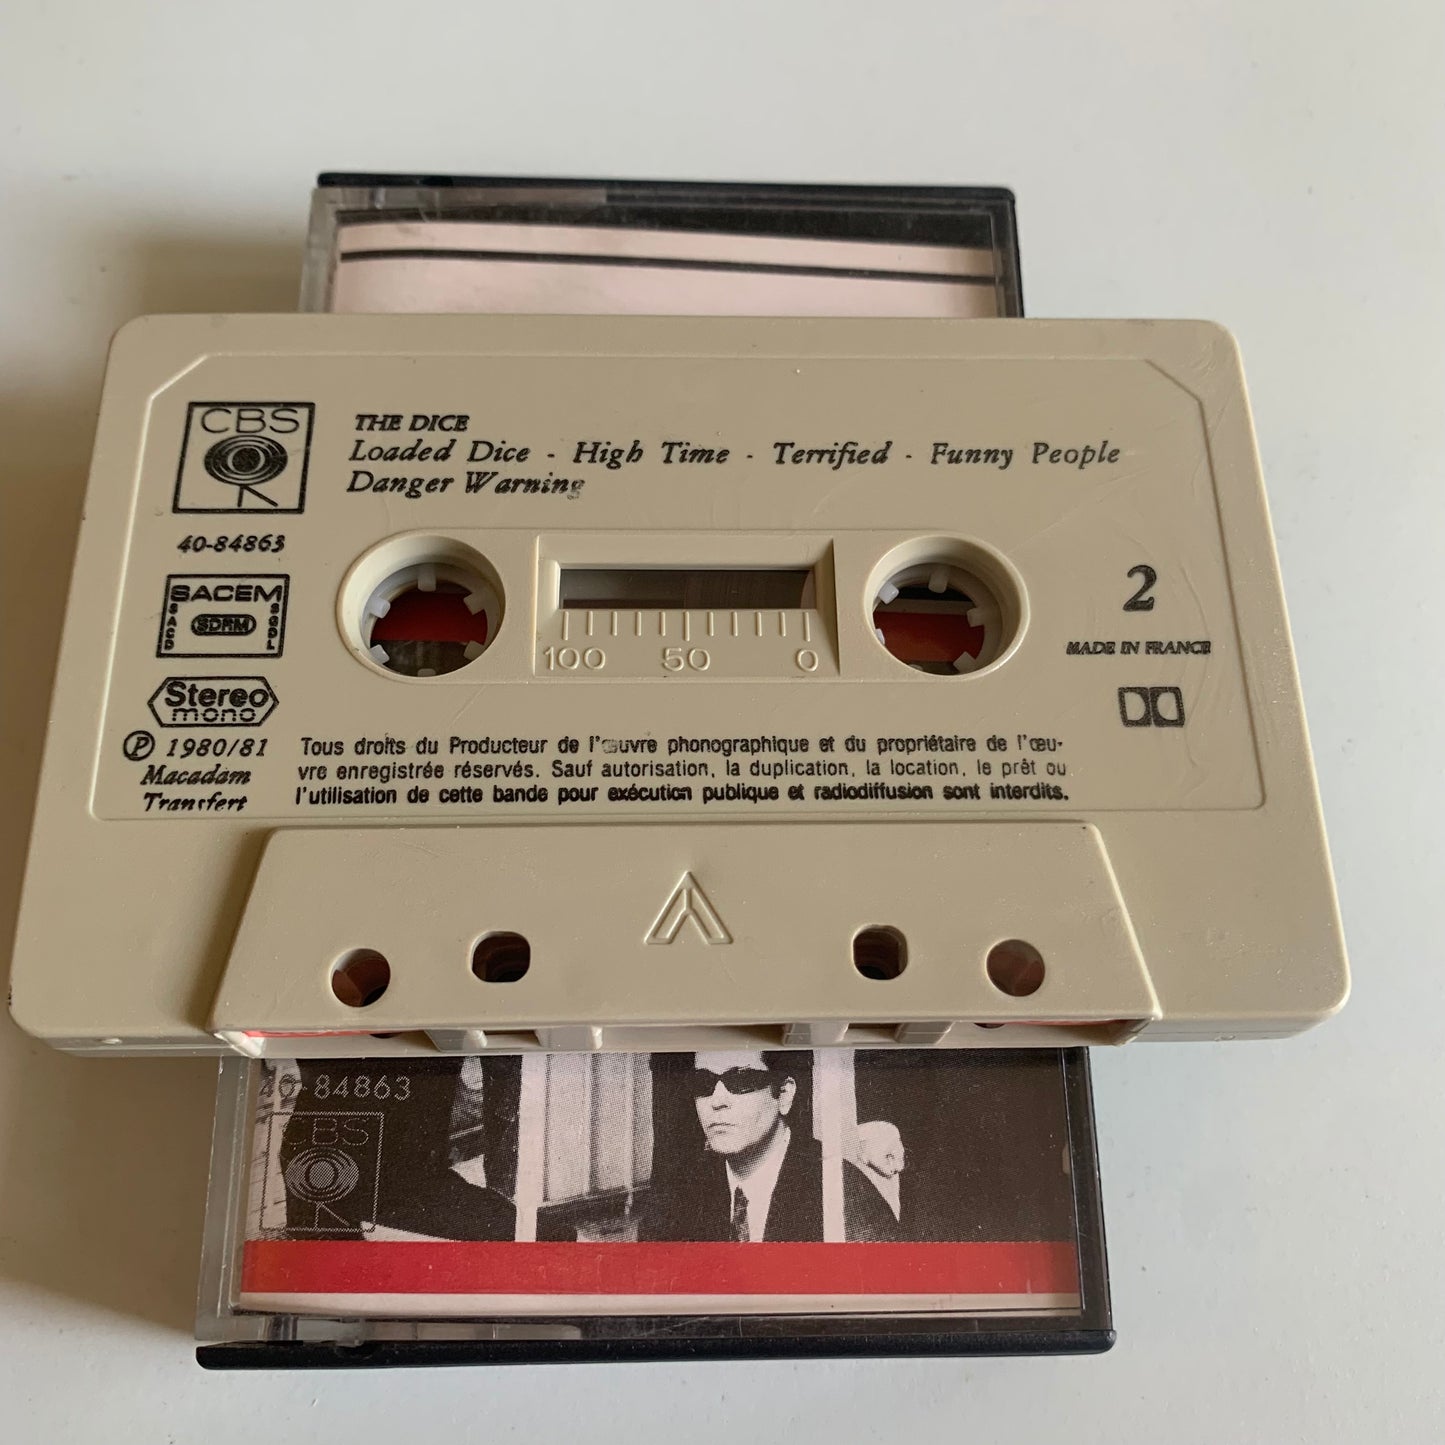 CBS
THE DICE
Loaded Dice - High Time - Terrified - Funny People
Danger Warning
40-84863
SACEM
SACD
SDRM
SGDL
Stereo
mono
Ⓟ 1980/81
Macadam
Transfert
100 50 0
2
MADE IN FRANCE
Tous droits du Producteur de l'œuvre phonographique et du propriétaire de l'œu-
vre enregistrée réservés. Sauf autorisation, la duplication, la location, le prêt ou
l'utilisation de cette bande pour exécution publique et radiodiffusion sont interdits.
40-84863
CBS